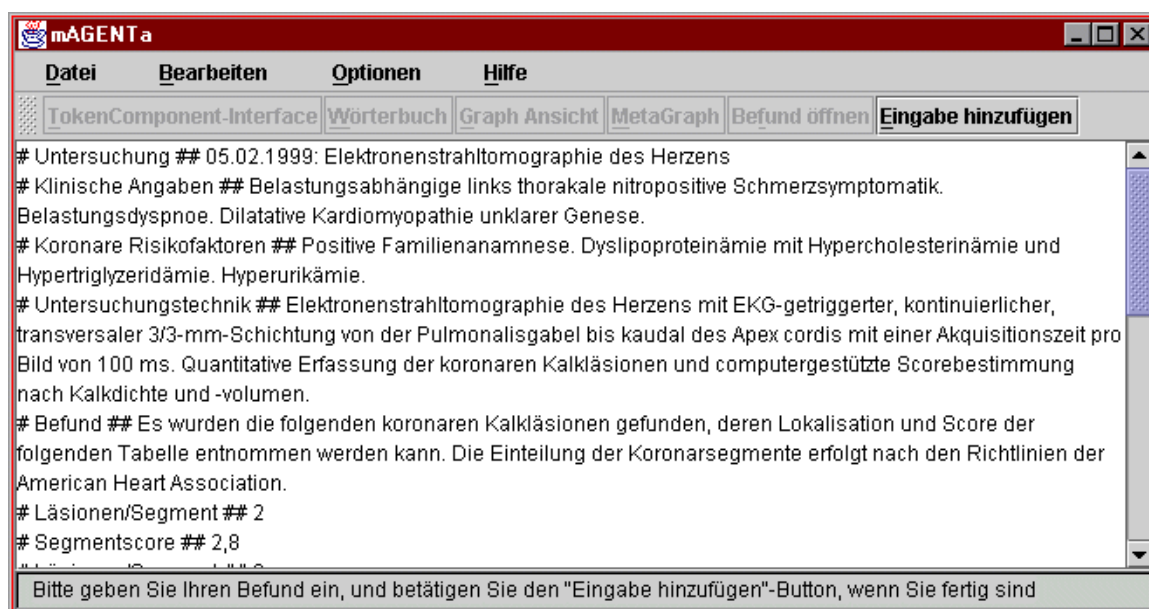 mAGENTa
Datei Bearbeiten Optionen Hilfe
TokenComponent-Interface Wörterbuch Graph Ansicht MetaGraph Befund öffnen Eingabe hinzufügen
# Untersuchung ## 05.02.1999: Elektronenstrahltomographie des Herzens
# Klinische Angaben ## Belastungsabhängige links thorakale nitropositive Schmerzsymptomatik.
Belastungsdyspnoe. Dilatative Kardiomyopathie unklarer Genese.
# Koronare Risikofaktoren ## Positive Familienanamnese. Dyslipoproteinämie mit Hypercholesterinämie und
Hypertriglyzeridämie. Hyperurikämie.
# Untersuchungstechnik ## Elektronenstrahltomographie des Herzens mit EKG-getriggerter, kontinuierlicher,
transversaler 3/3-mm-Schichtung von der Pulmonalisgabel bis kaudal des Apex cordis mit einer Akquisitionszeit pro
Bild von 100 ms. Quantitative Erfassung der koronaren Kalkläsionen und computergestützte Scorebestimmung
nach Kalkdichte und -volumen.
# Befund ## Es wurden die folgenden koronaren Kalkläsionen gefunden, deren Lokalisation und Score der
folgenden Tabelle entnommen werden kann. Die Einteilung der Koronarsegmente erfolgt nach den Richtlinien der
American Heart Association.
# Läsionen/Segment ## 2
# Segmentscore ## 2,8
Bitte geben Sie Ihren Befund ein, und betätigen Sie den "Eingabe hinzufügen"-Button, wenn Sie fertig sind